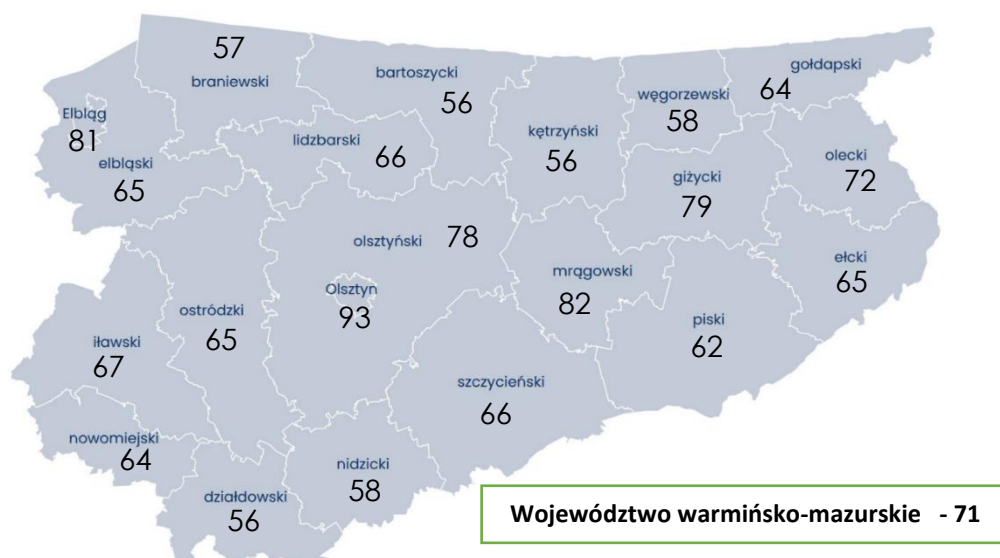 57
braniewski
bartoszycki
56
gołdapski
64
węgorzewski
58
Elbląg
81
elbląski
65
lidzbarski
66
kętrzyński
56
giżycki
79
olecki
72
olsztyński
78
Olsztyn
93
mrągowski
82
ełcki
65
ostródzki
65
iławski
67
piski
62
szczycieński
66
nowomiejski
64
nidzicki
58
działdowski
56
Województwo warmińsko-mazurskie - 71